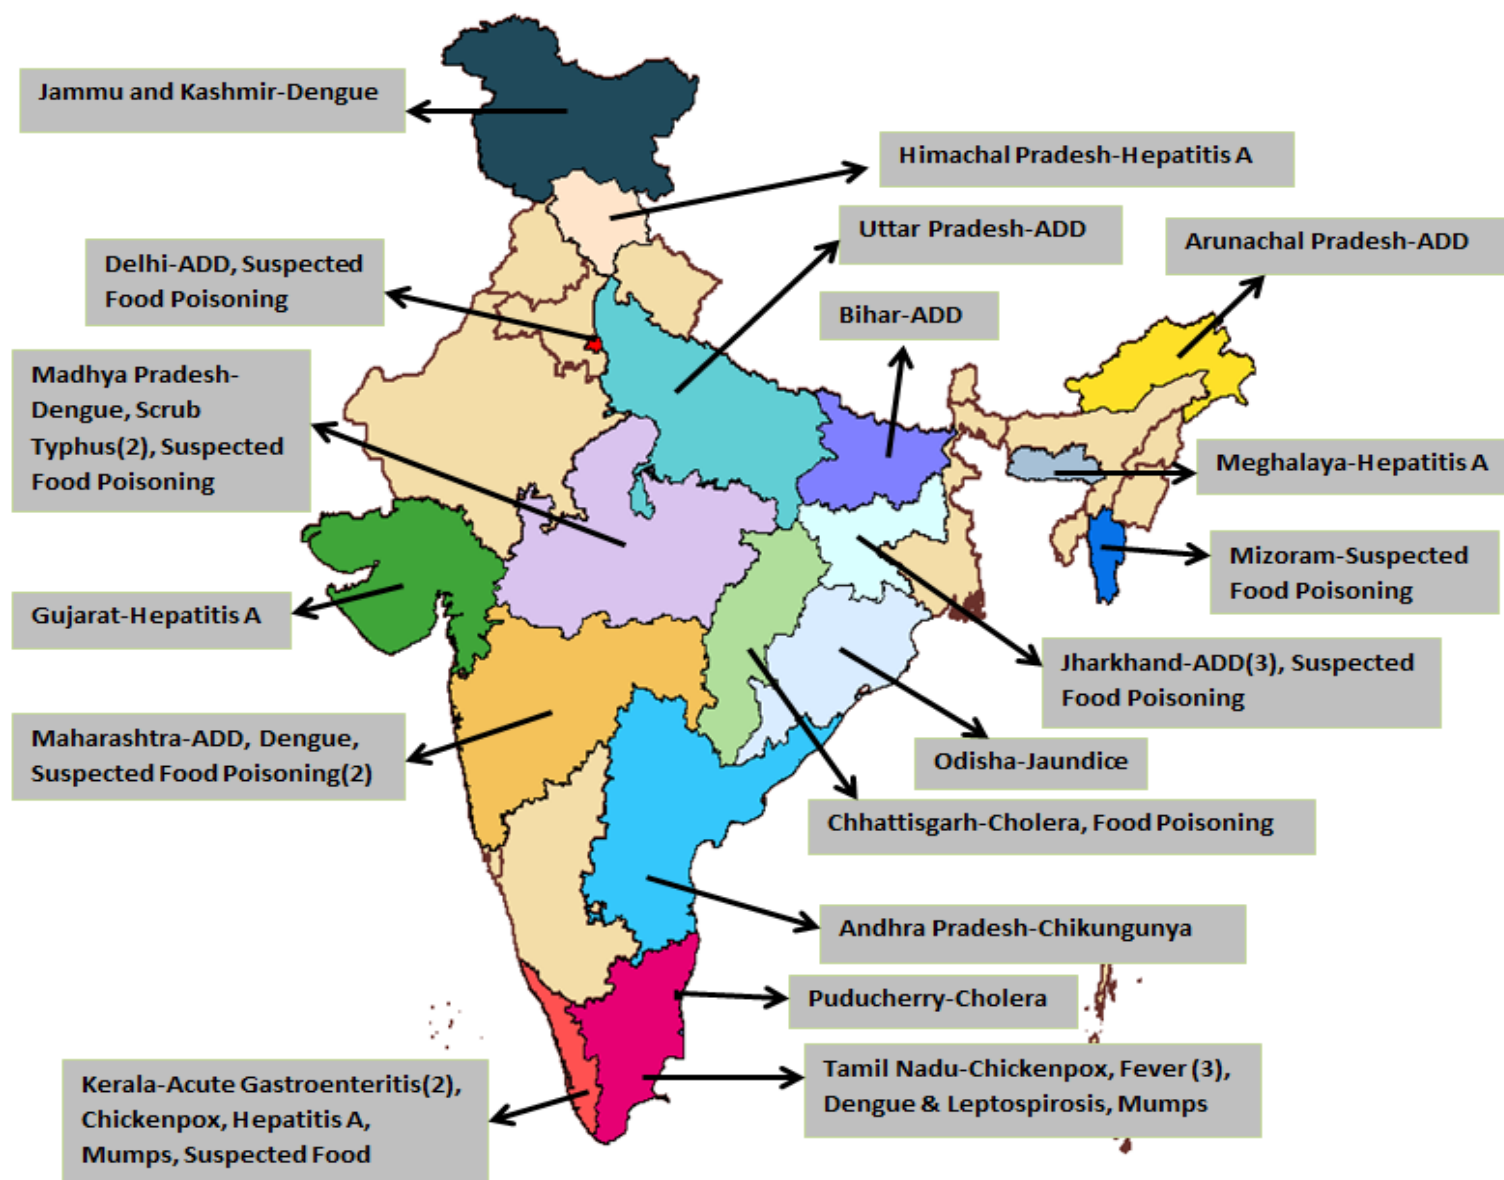 Jammu and Kashmir-Dengue
Himachal Pradesh-Hepatitis A
Uttar Pradesh-ADD
Arunachal Pradesh-ADD
Delhi-ADD, Suspected
Food Poisoning
Bihar-ADD
Madhya Pradesh-
Dengue, Scrub
Typhus(2), Suspected
Food Poisoning
Meghalaya-Hepatitis A
Mizoram-Suspected
Food Poisoning
Gujarat-Hepatitis A
Jharkhand-ADD(3), Suspected
Food Poisoning
Maharashtra-ADD, Dengue,
Suspected Food Poisoning(2)
Odisha-Jaundice
Chhattisgarh-Cholera, Food Poisoning
Andhra Pradesh-Chikungunya
Puducherry-Cholera
Tamil Nadu-Chickenpox, Fever (3),
Dengue & Leptospirosis, Mumps
Kerala-Acute Gastroenteritis(2),
Chickenpox, Hepatitis A,
Mumps, Suspected Food